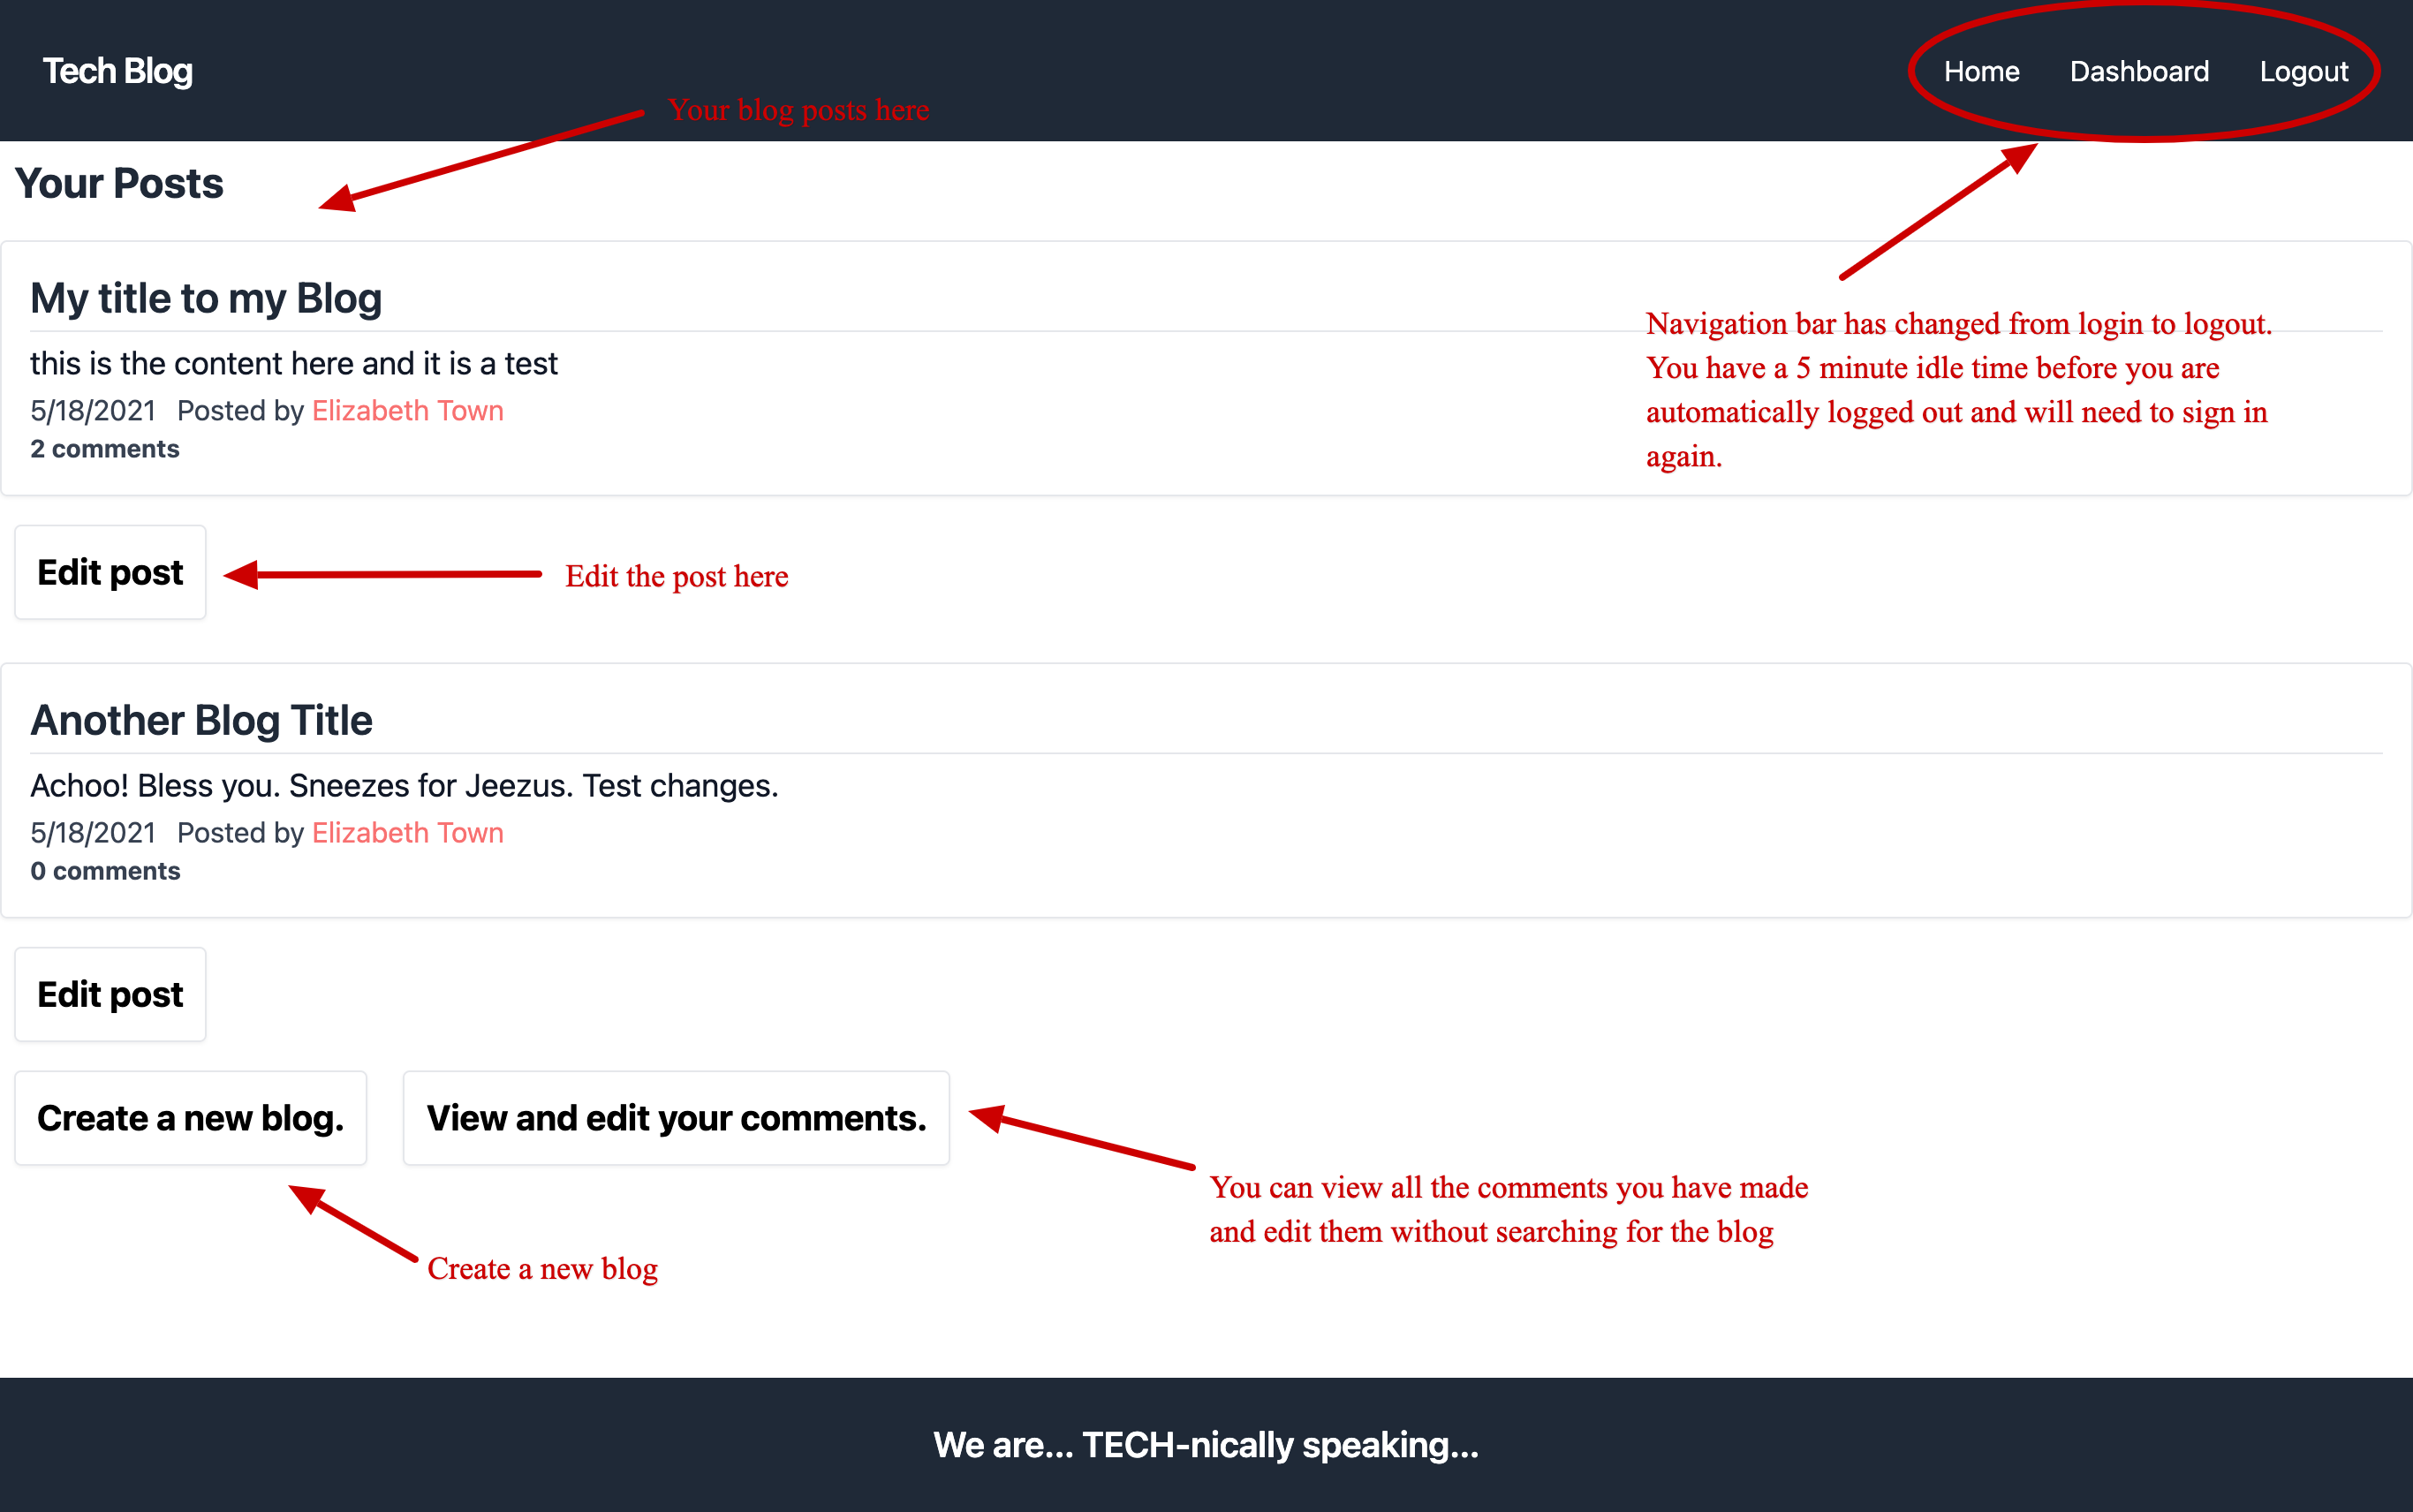 Tech Blog
Home Dashboard Logout
Your blog posts here
Your Posts
My title to my Blog
this is the content here and it is a test
5/18/2021 Posted by Elizabeth Town
2 comments
Navigation bar has changed from login to logout.
You have a 5 minute idle time before you are
automatically logged out and will need to sign in
again.
Edit post
Edit the post here
Another Blog Title
Achoo! Bless you. Sneezes for Jeezus. Test changes.
5/18/2021 Posted by Elizabeth Town
0 comments
Edit post
Create a new blog.
View and edit your comments.
You can view all the comments you have made
and edit them without searching for the blog
Create a new blog
We are... TECH-nically speaking...